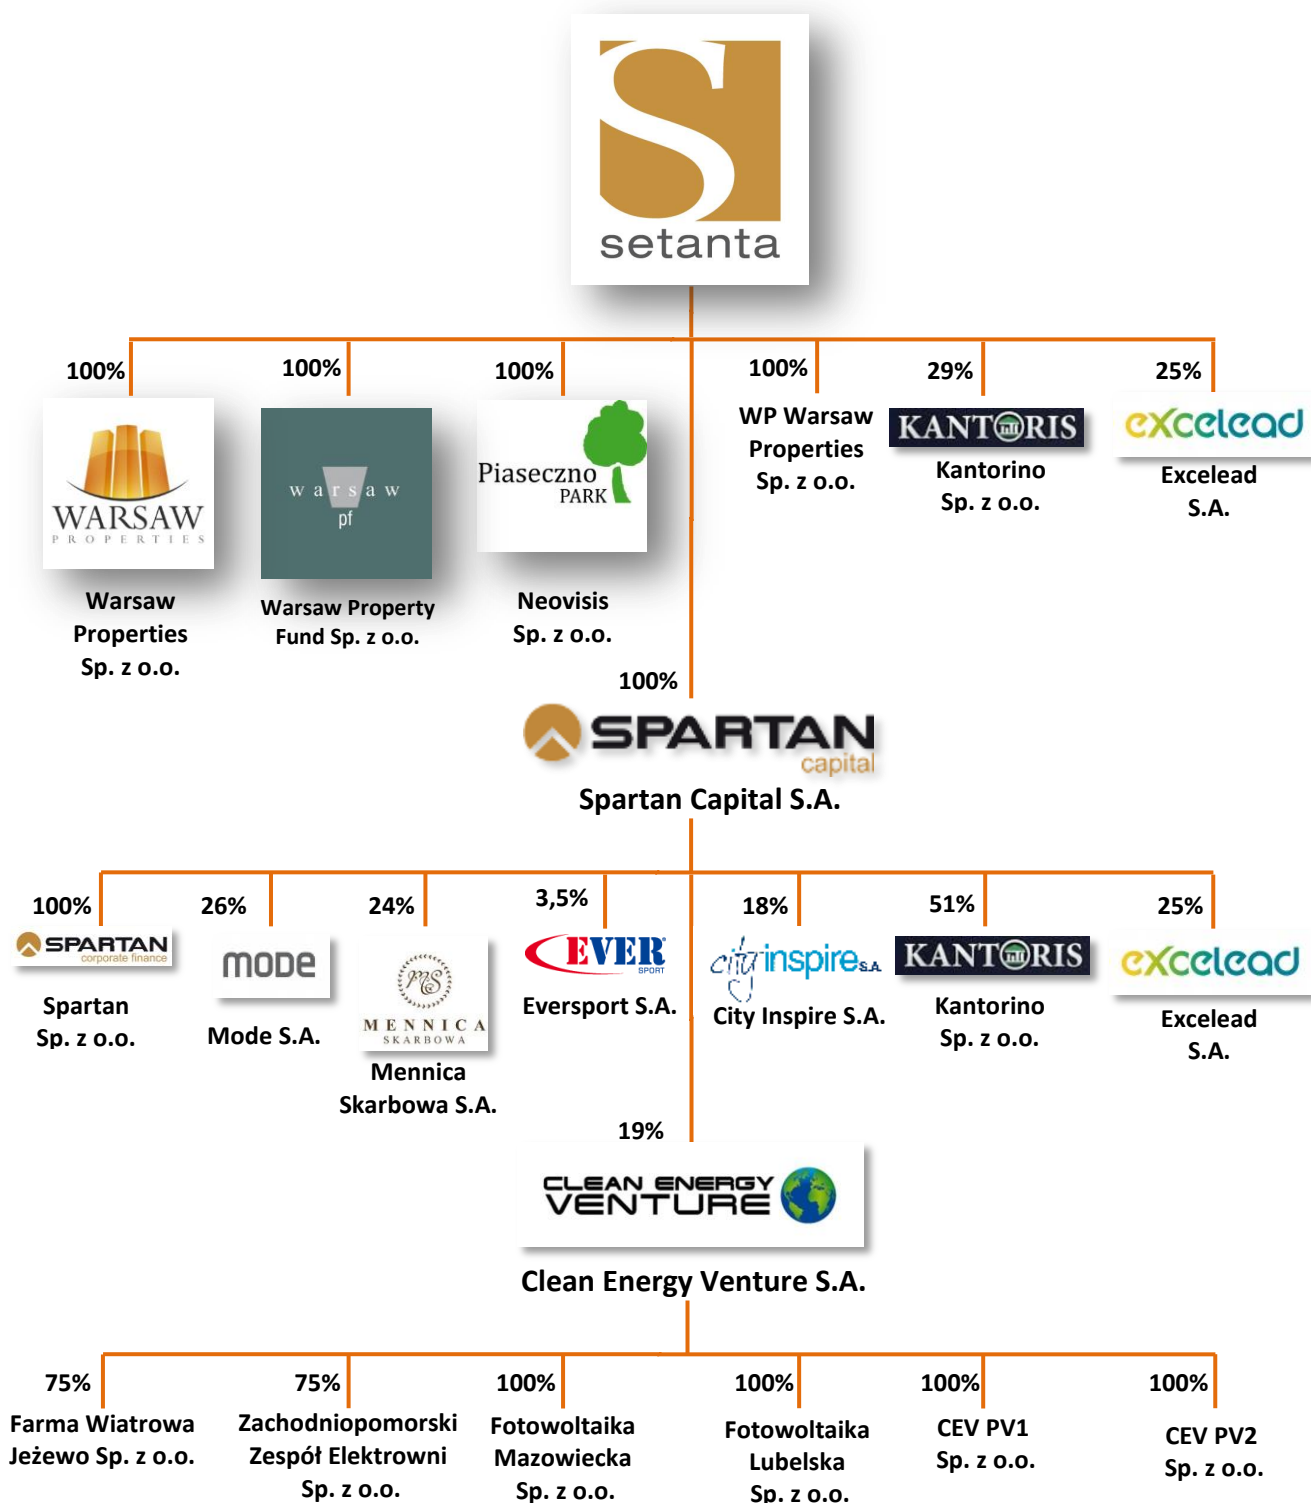 setanta
100%
100%
100%
100%
29%
25%
WARSAW
PROPERTIES
Warsaw
Properties
Sp. z o.o.
warsaw
pf
Warsaw Property
Fund Sp. z o.o.
Piaseczno
PARK
Neovisis
Sp. z o.o.
WP Warsaw
Properties
Sp. z o.o.
KANTORIS
Kantorino
Sp. z o.o.
excelead
Excelead
S.A.
100%
SPARTAN
capital
Spartan Capital S.A.
100%
26%
24%
3,5%
18%
51%
25%
SPARTAN
corporate finance
Spartan
Sp. z o.o.
mode
Mode S.A.
MS
MENNICA
SKARBOWA
Mennica
Skarbowa S.A.
EVER
SPORT
Eversport S.A.
city inspire S.A.
City Inspire S.A.
KANTORIS
Kantorino
Sp. z o.o.
excelead
Excelead
S.A.
19%
CLEAN ENERGY
VENTURE
Clean Energy Venture S.A.
75%
75%
100%
100%
100%
100%
Farma Wiatrowa
Jeżewo Sp. z o.o.
Zachodniopomorski
Zespół Elektrowni
Sp. z o.o.
Fotowoltaika
Mazowiecka
Sp. z o.o.
Fotowoltaika
Lubelska
Sp. z o.o.
CEV PV1
Sp. z o.o.
CEV PV2
Sp. z o.o.